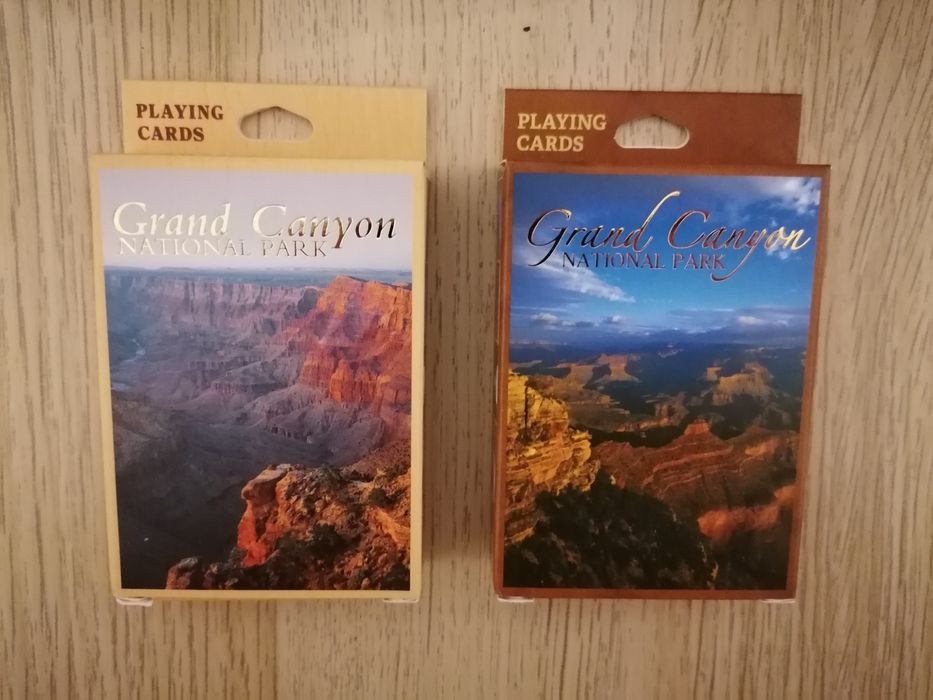 PLAYING
CARDS
Grand Canyon
NATIONAL PARK
PLAYING
CARDS
Grand Canyon
NATIONAL PARK